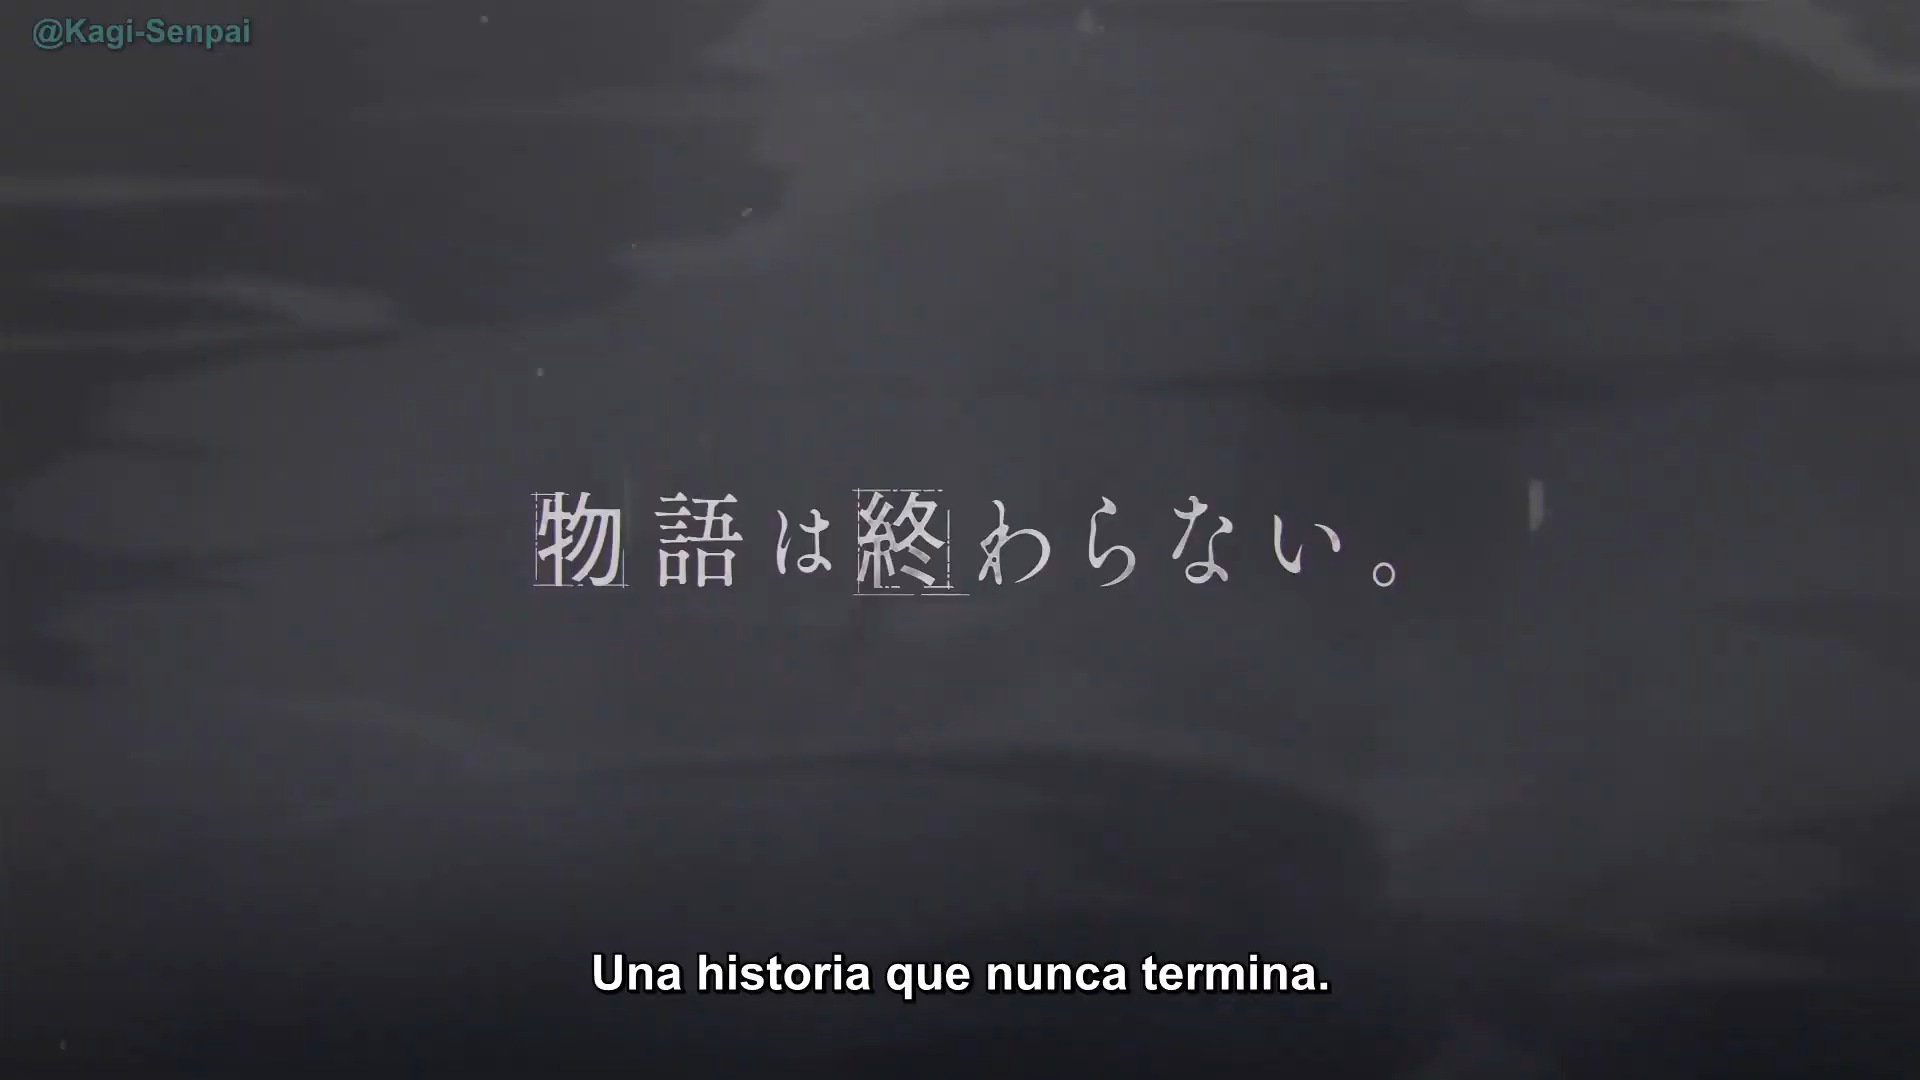 @Kagi-Senpai
物語は終わらない。
Una historia que nunca termina.